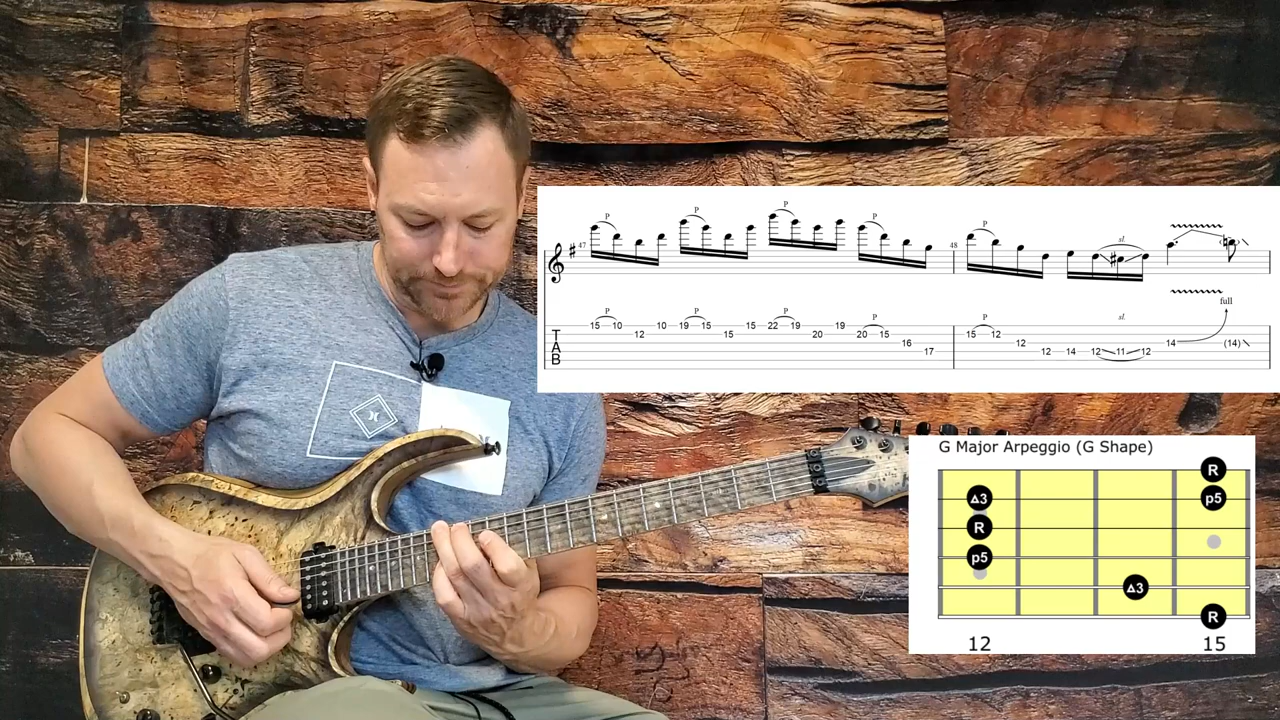 P P P P P sl.
47 48
full
P P P P P sl.
15 10 12 10 19 15 15 15 22 19 20 19 20 15 16 17 15 12 12 12 14 12 11 12 14 (14)
T
A
B
G Major Arpeggio (G Shape)
R
Δ3 p5
R
p5
Δ3
R
12 15